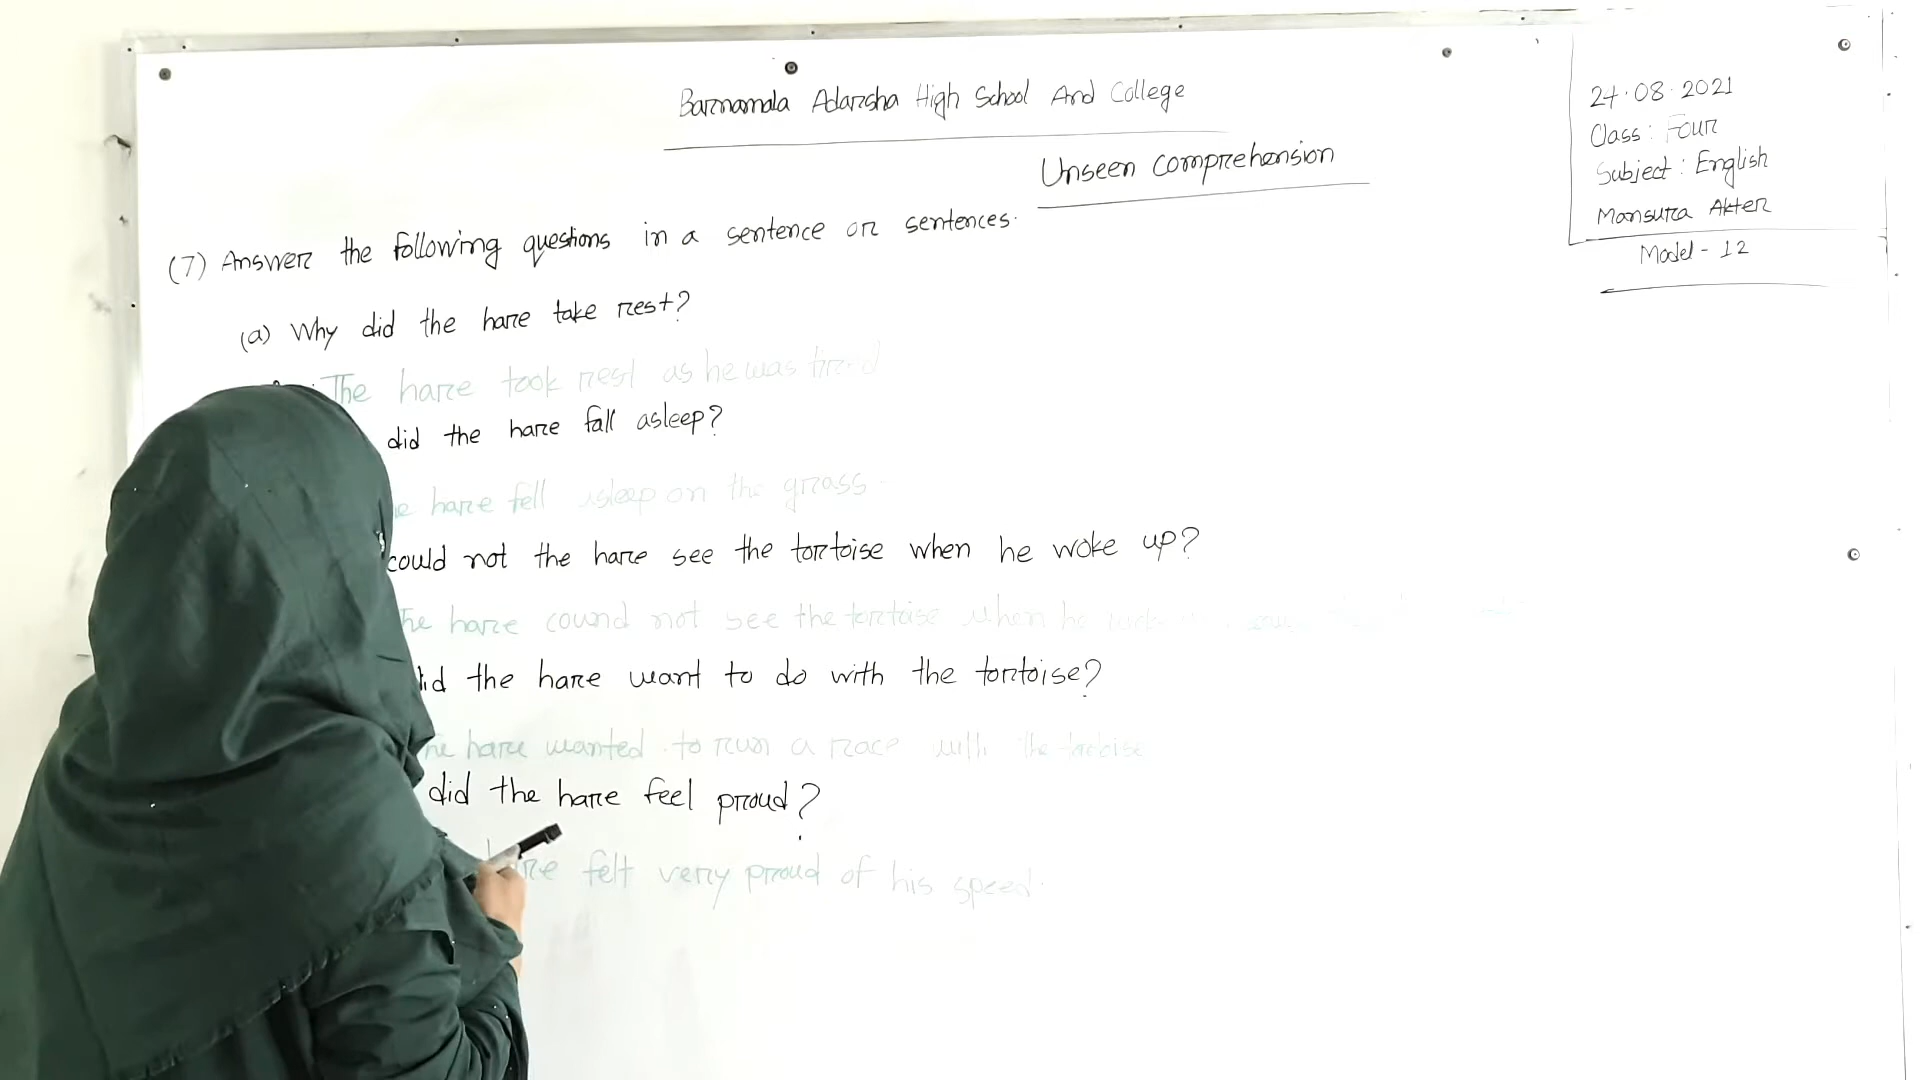 Barnamala Adarsha High School And College
Unseen comprehension
24.08.2021
Class: Four
Subject: English
Mansura Akter
Model - 12
(7) Answer the following questions in a sentence or sentences.
(a) Why did the hare take rest?
The hare took rest as he was tired
did the hare fall asleep?
hare fell asleep on the grass.
could not the hare see the tortoise when he woke up?
The hare cound not see the tortoise when he
did the hare want to do with the tortoise?
hare wanted to run a race with the tortoise
did the hare feel proud?
felt very proud of his speed.